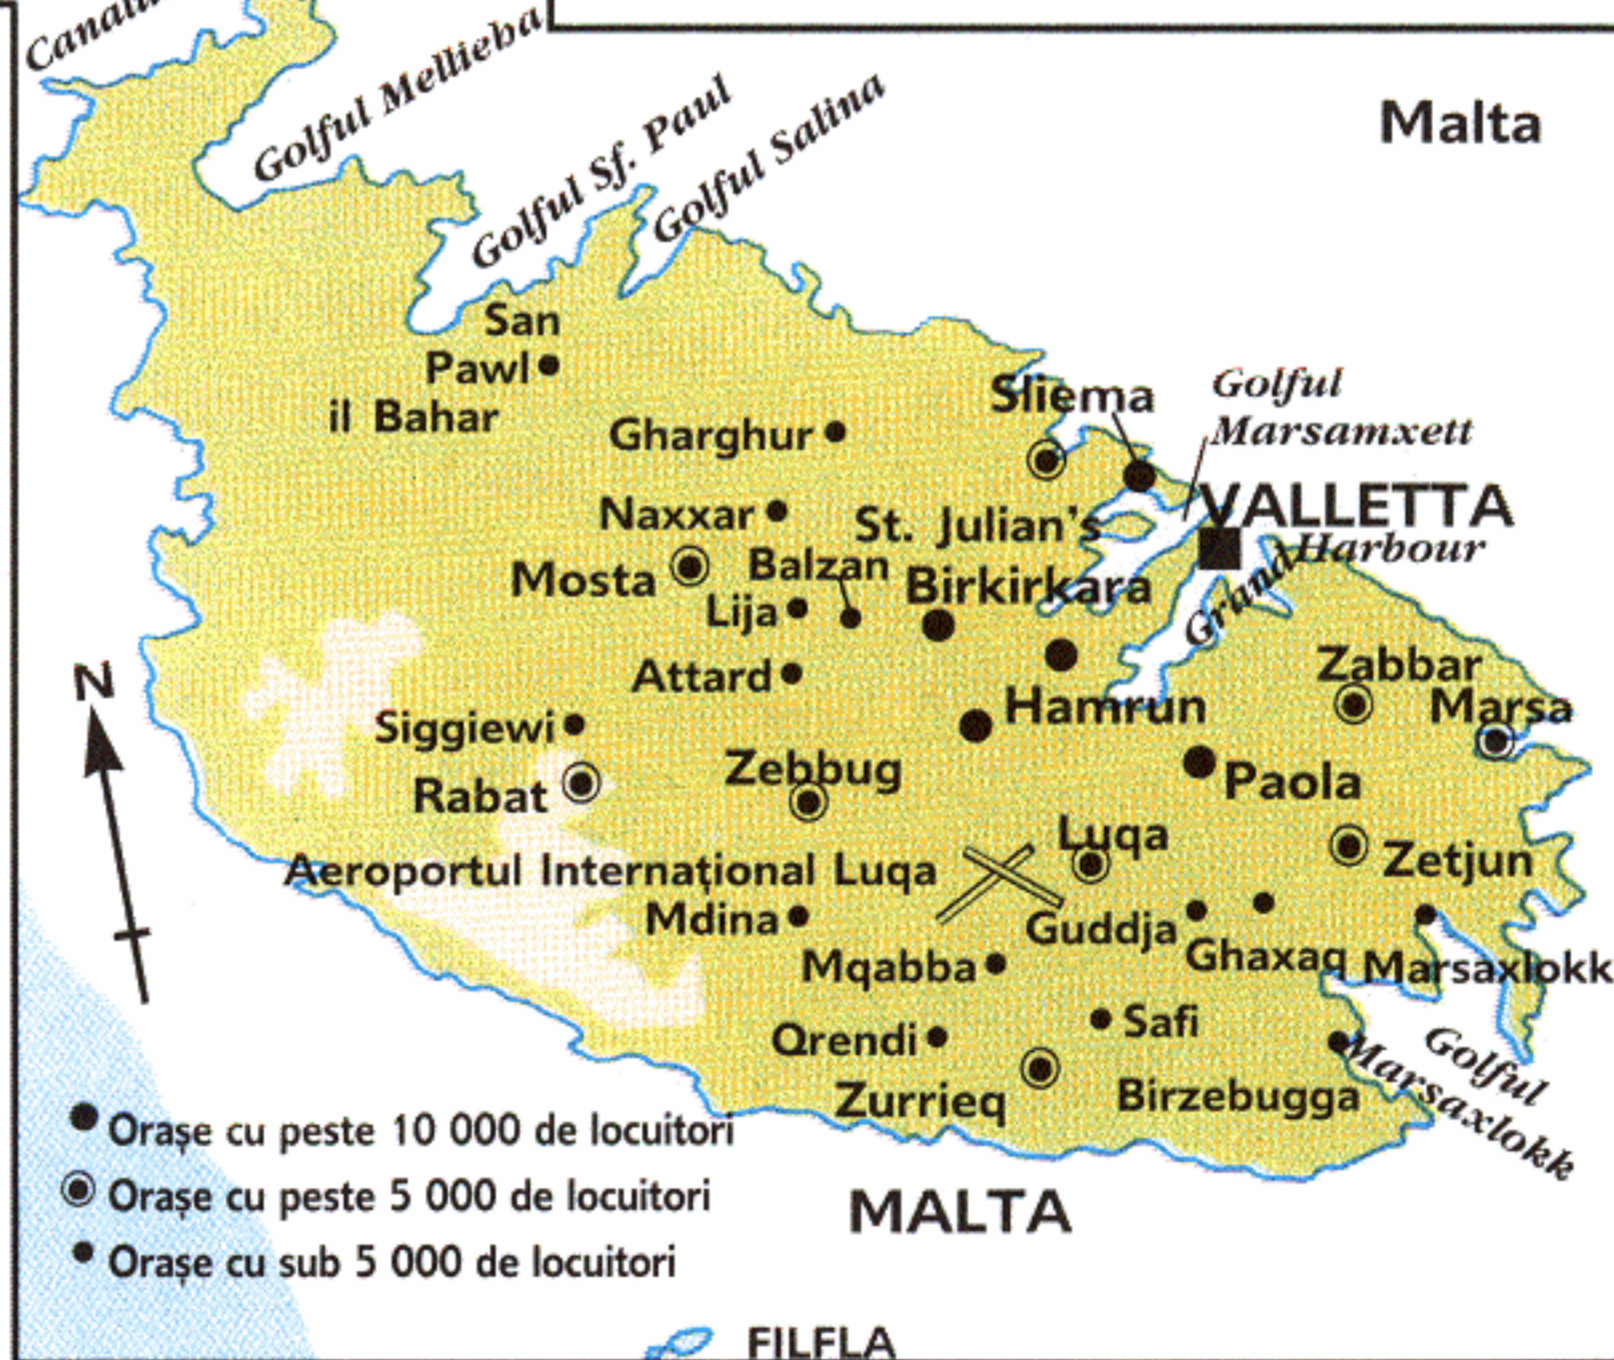 Golful Mellieba
Golful Sf. Paul
Golful Salina
Malta
San
Pawl
il Bahar
Gharghur
Sliema
Golful
Marsamxett
Naxxar
St. Julian's
VALLETTA
Grand Harbour
Mosta
Balzan
Birkirkara
Lija
Attard
Hamrun
Zabbar
Marsa
N
Siggiewi
Rabat
Zebbug
Paola
Luqa
Zetjun
Aeroportul Internațional Luqa
Mdina
Guddja
Ghaxaq
Marsaxlokk
Mqabba
Qrendi
Safi
Golful
Marsaxlokk
Zurrieq
Birzebugga
Orașe cu peste 10 000 de locuitori
Orașe cu peste 5 000 de locuitori
Orașe cu sub 5 000 de locuitori
MALTA
FILFLA